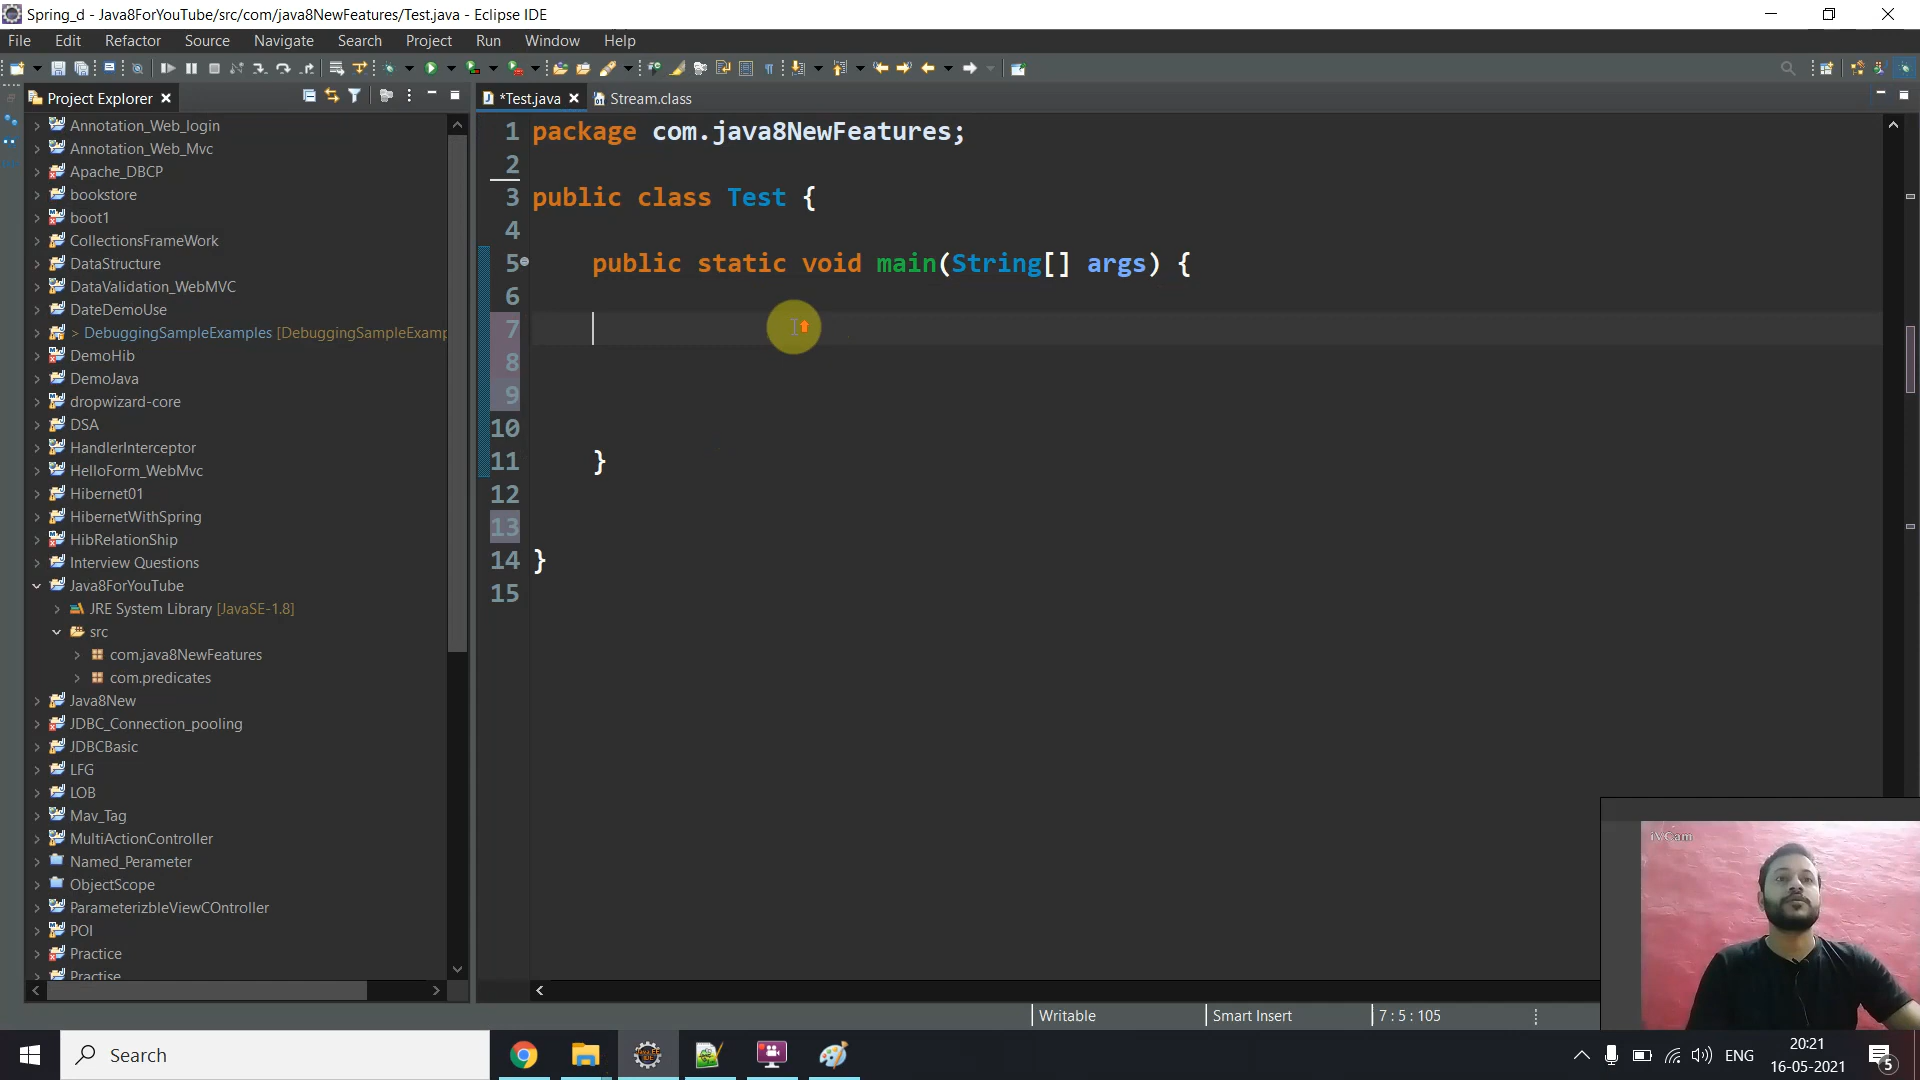 Spring_d - Java8ForYouTube/src/com/java8NewFeatures/Test.java - Eclipse IDE
File Edit Refactor Source Navigate Search Project Run Window Help
Project Explorer
*Test.java
Stream.class
Annotation_Web_login
Annotation_Web_Mvc
Apache_DBCP
bookstore
boot1
CollectionsFrameWork
DataStructure
DataValidation_WebMVC
DateDemoUse
> DebuggingSampleExamples [DebuggingSampleExamp
DemoHib
DemoJava
dropwizard-core
DSA
HandlerInterceptor
HelloForm_WebMvc
Hibernet01
HibernetWithSpring
HibRelationShip
Interview Questions
Java8ForYouTube
JRE System Library [JavaSE-1.8]
src
com.java8NewFeatures
com.predicates
Java8New
JDBC_Connection_pooling
JDBCBasic
LFG
LOB
Mav_Tag
MultiActionController
Named_Perameter
ObjectScope
ParameterizbleViewCOntroller
POI
Practice
Practise
1 package com.java8NewFeatures;
2
3 public class Test {
4
5 public static void main(String[] args) {
6
7
8
9
10
11 }
12
13
14 }
15
iVCam
Writable
Smart Insert
7 : 5 : 105
Search
ENG
20:21
16-05-2021
5